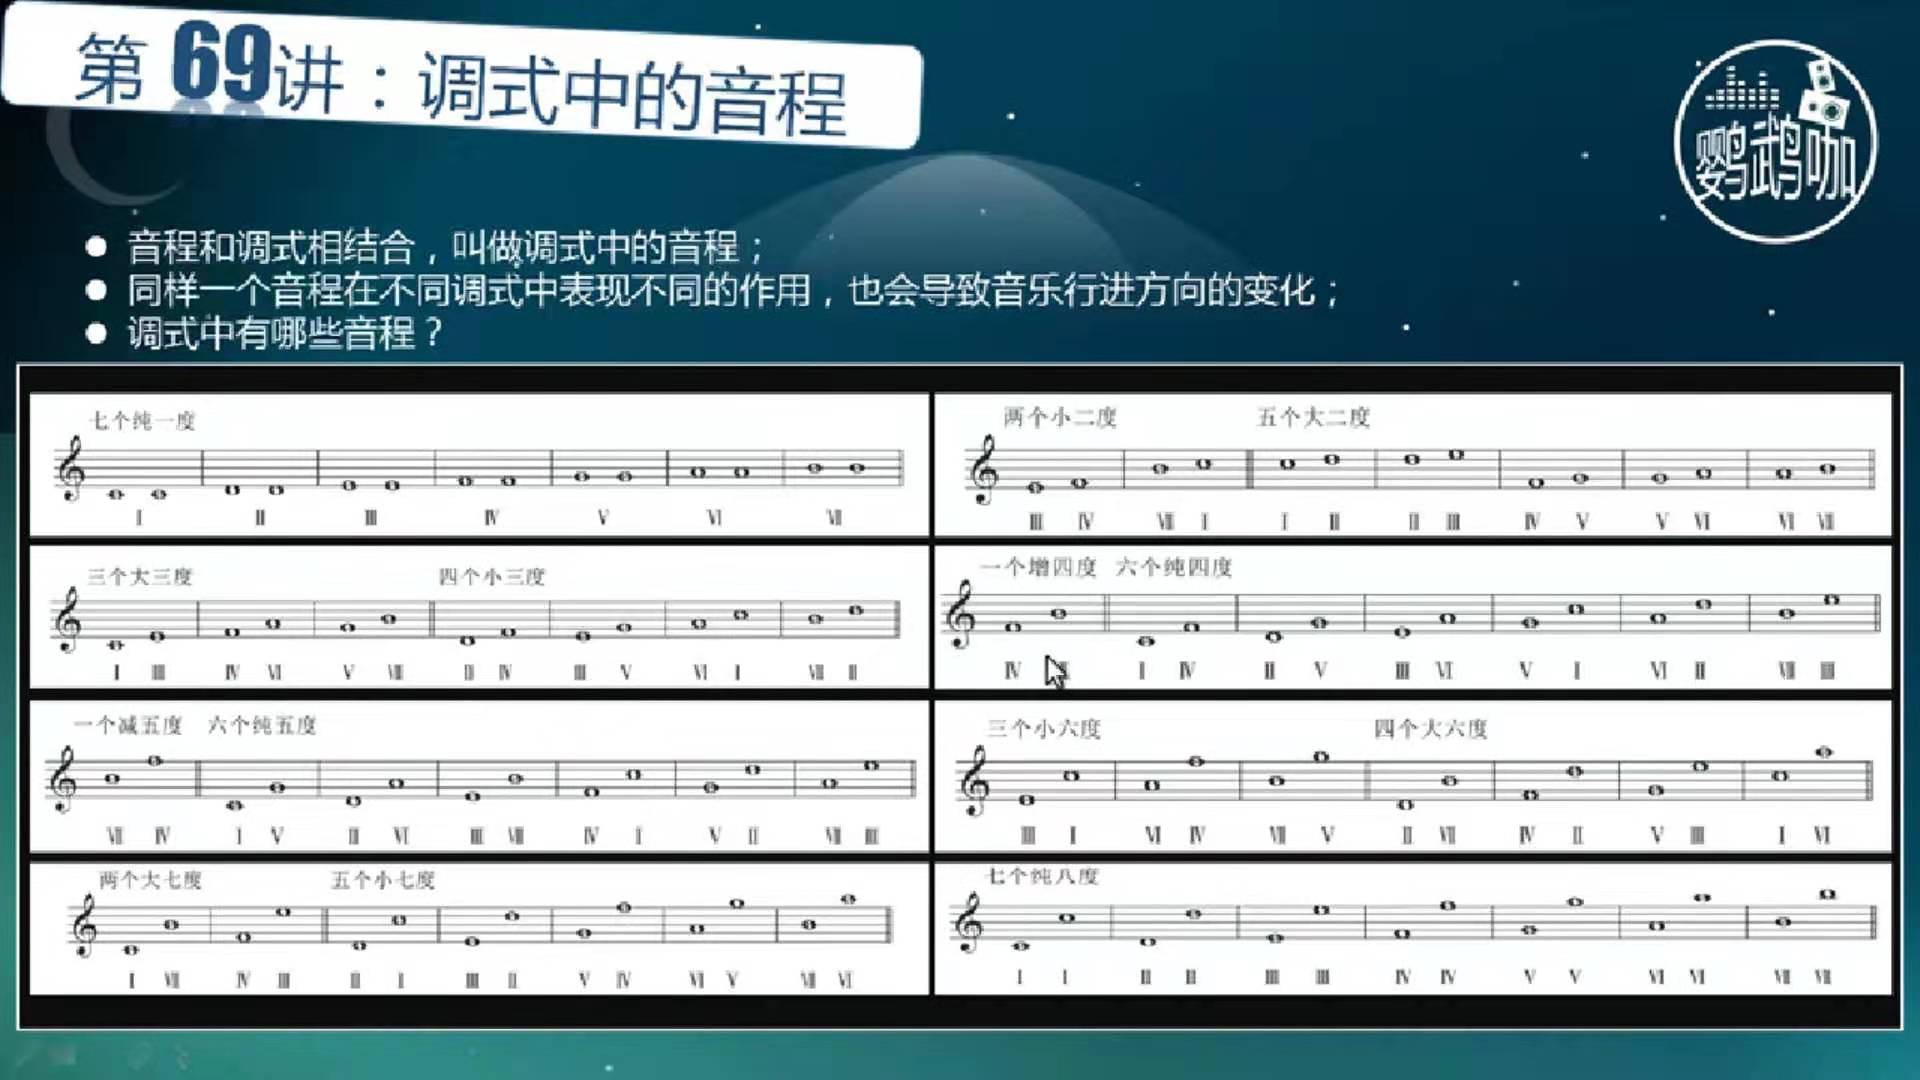 第69讲：调式中的音程
鹦鹉咖
● 音程和调式相结合，叫做调式中的音程；
● 同样一个音程在不同调式中表现不同的作用，也会导致音乐行进方向的变化；
● 调式中有哪些音程？
七个纯一度
I II III IV V VI VII
两个小二度 五个大二度
III IV VII I I II II III IV V V VI VI VII
三个大三度 四个小三度
I III IV VI V VII II IV III V VI I VII II
一个增四度 六个纯四度
IV I IV II V III VI V I VI II VII III
一个减五度 六个纯五度
VII IV I V II VI III VII IV I V II VII III
三个小六度 四个大六度
III I VI IV VII V II VII IV II V III I VI
两个大七度 五个小七度
I VII IV III II I III II V IV VI V VII VI
七个纯八度
I I II II III III IV IV V V VI VI VII VII